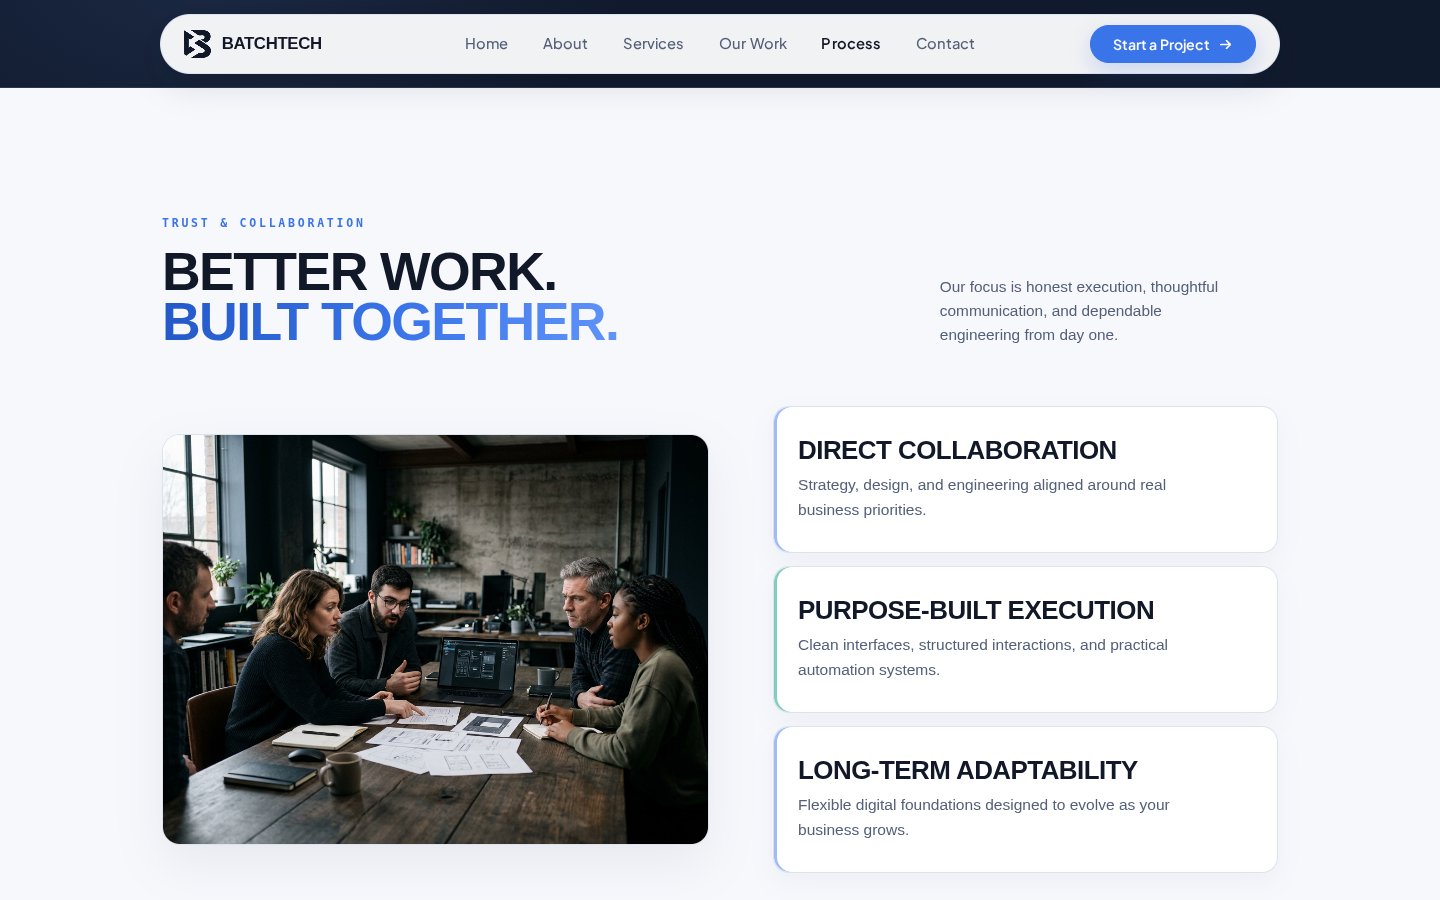 BATCHTECH
Home
About
Services
Our Work
Process
Contact
Start a Project
TRUST & COLLABORATION
BETTER WORK.
BUILT TOGETHER.
Our focus is honest execution, thoughtful
communication, and dependable
engineering from day one.
DIRECT COLLABORATION
Strategy, design, and engineering aligned around real
business priorities.
PURPOSE-BUILT EXECUTION
Clean interfaces, structured interactions, and practical
automation systems.
LONG-TERM ADAPTABILITY
Flexible digital foundations designed to evolve as your
business grows.